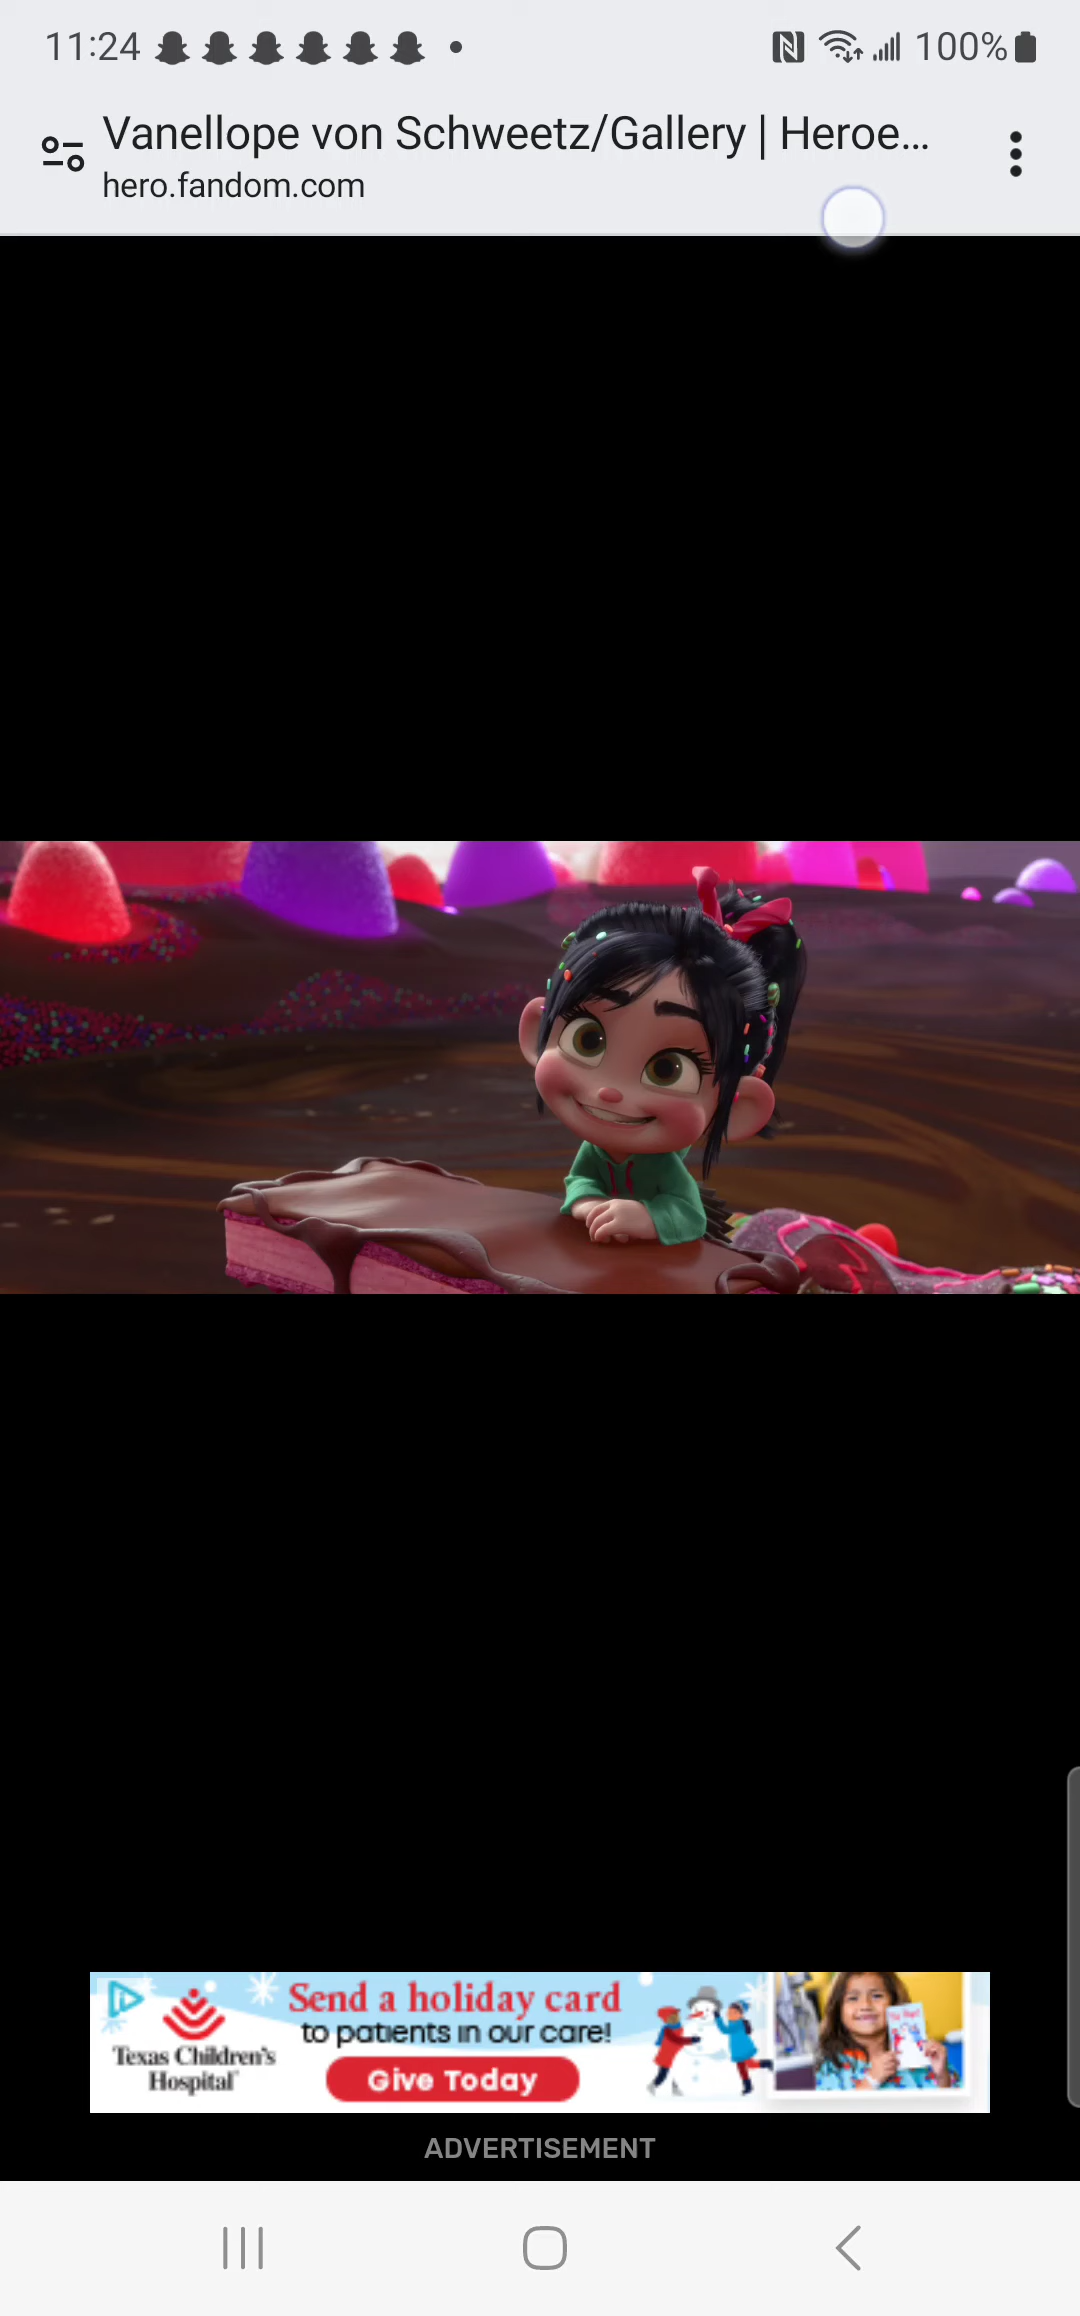 11:24
100%
Vanellope von Schweetz/Gallery | Heroe...
hero.fandom.com
Send a holiday card
to patients in our care!
Texas Children's
Hospital
Give Today
ADVERTISEMENT